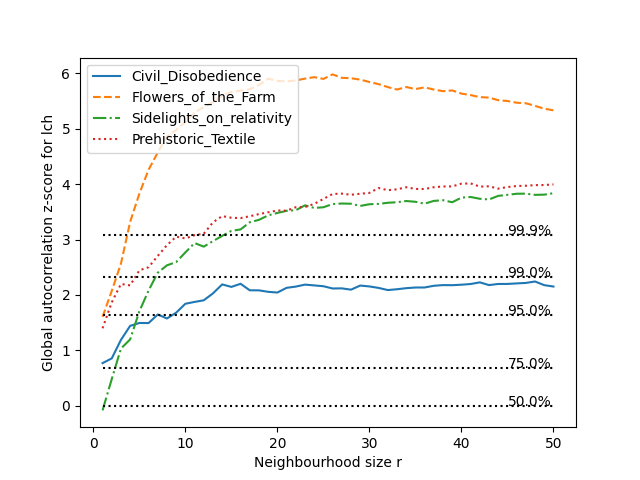 Civil_Disobedience
Flowers_of_the_Farm
Sidelights_on_relativity
Prehistoric_Textile
Global autocorrelation z-score for lch
6
5
4
3
2
1
0
99.9%
99.0%
95.0%
75.0%
50.0%
0 10 20 30 40 50
Neighbourhood size r